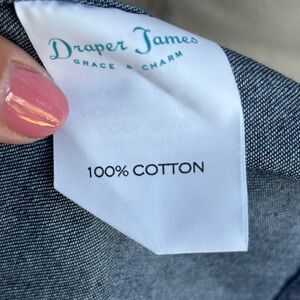 Draper James
GRACE & CHARM
100% COTTON